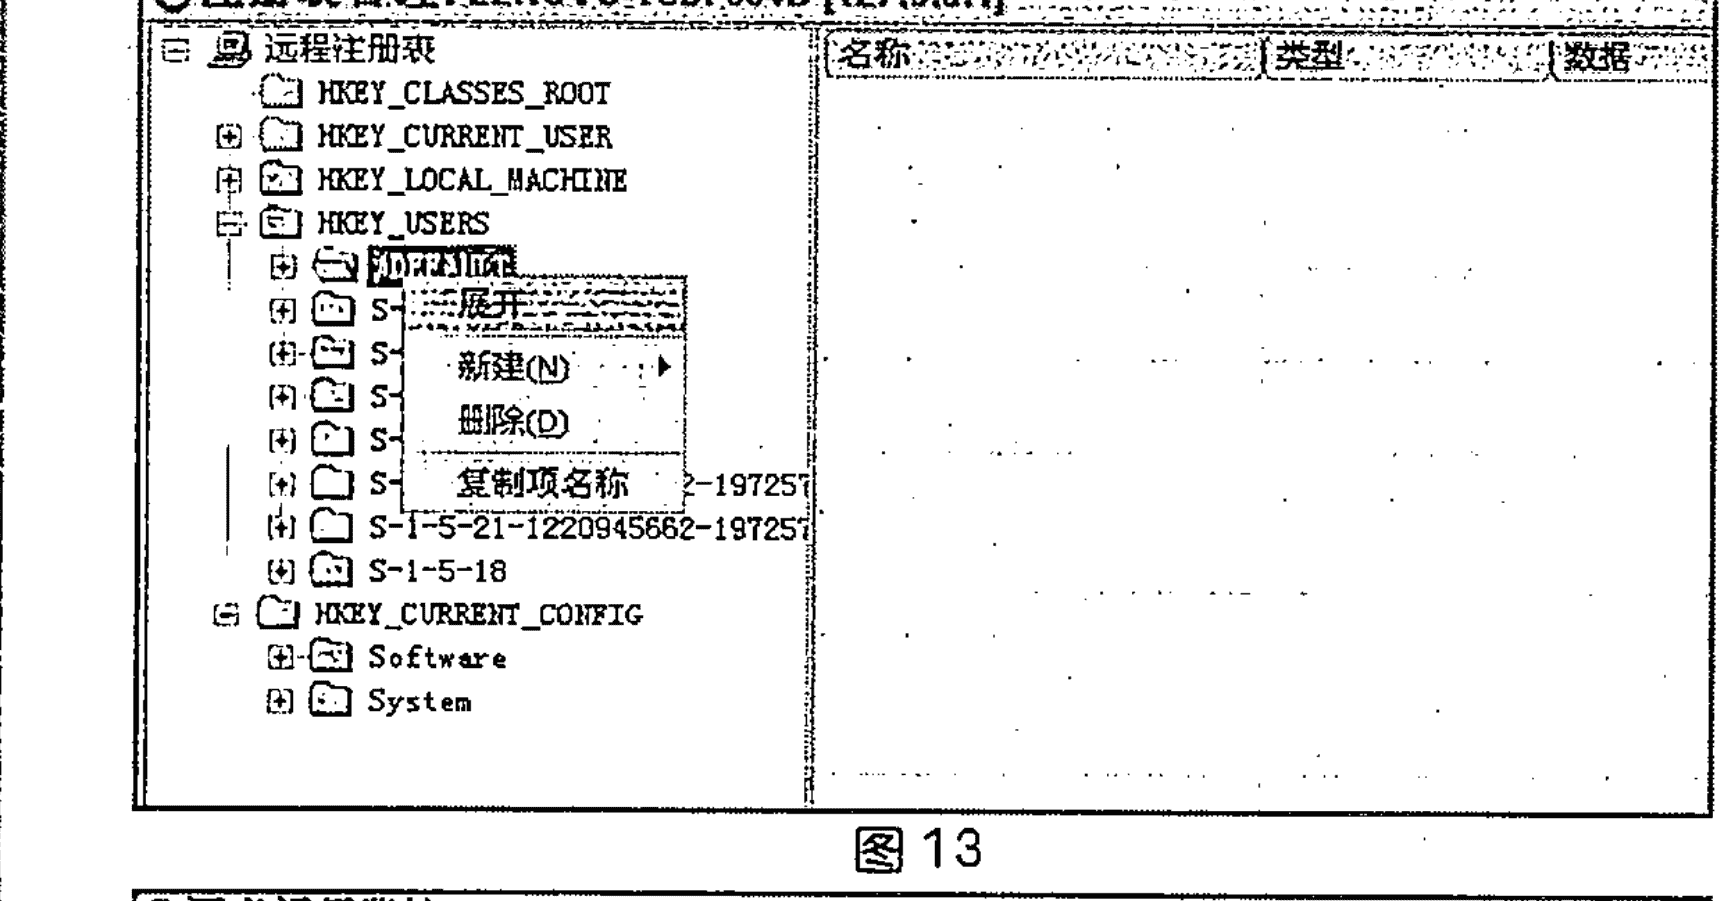 远程注册表
名称 类型 数据
HKEY_CLASSES_ROOT
HKEY_CURRENT_USER
HKEY_LOCAL_MACHINE
HKEY_USERS
展开
S-
新建(N)
S-
S-
删除(D)
S-
S- 复制项名称 2-197257
S-1-5-21-1220945662-197257
S-1-5-18
HKEY_CURRENT_CONFIG
Software
System
图 13